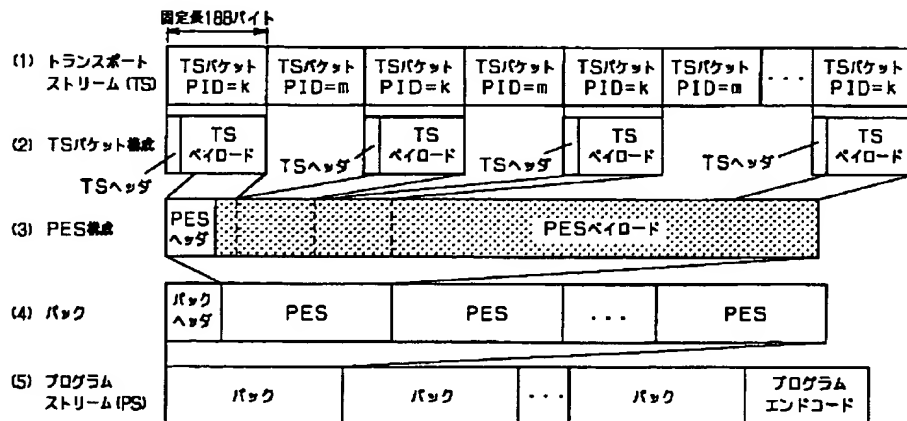 固定長188バイト
(1) トランスポート
ストリーム(TS)
TSパケット
PID=k
TSパケット
PID=m
TSパケット
PID=k
TSパケット
PID=m
TSパケット
PID=k
TSパケット
PID=m
...
TSパケット
PID=k
(2) TSパケット構成
TS
ペイロード
TSヘッダ
TS
ペイロード
TSヘッダ
TS
ペイロード
TSヘッダ
TS
ペイロード
TSヘッダ
(3) PES構成
PES
ヘッダ
PESペイロード
(4) パック
パック
ヘッダ
PES
PES
...
PES
(5) プログラム
ストリーム(PS)
パック
パック
...
パック
プログラム
エンドコード